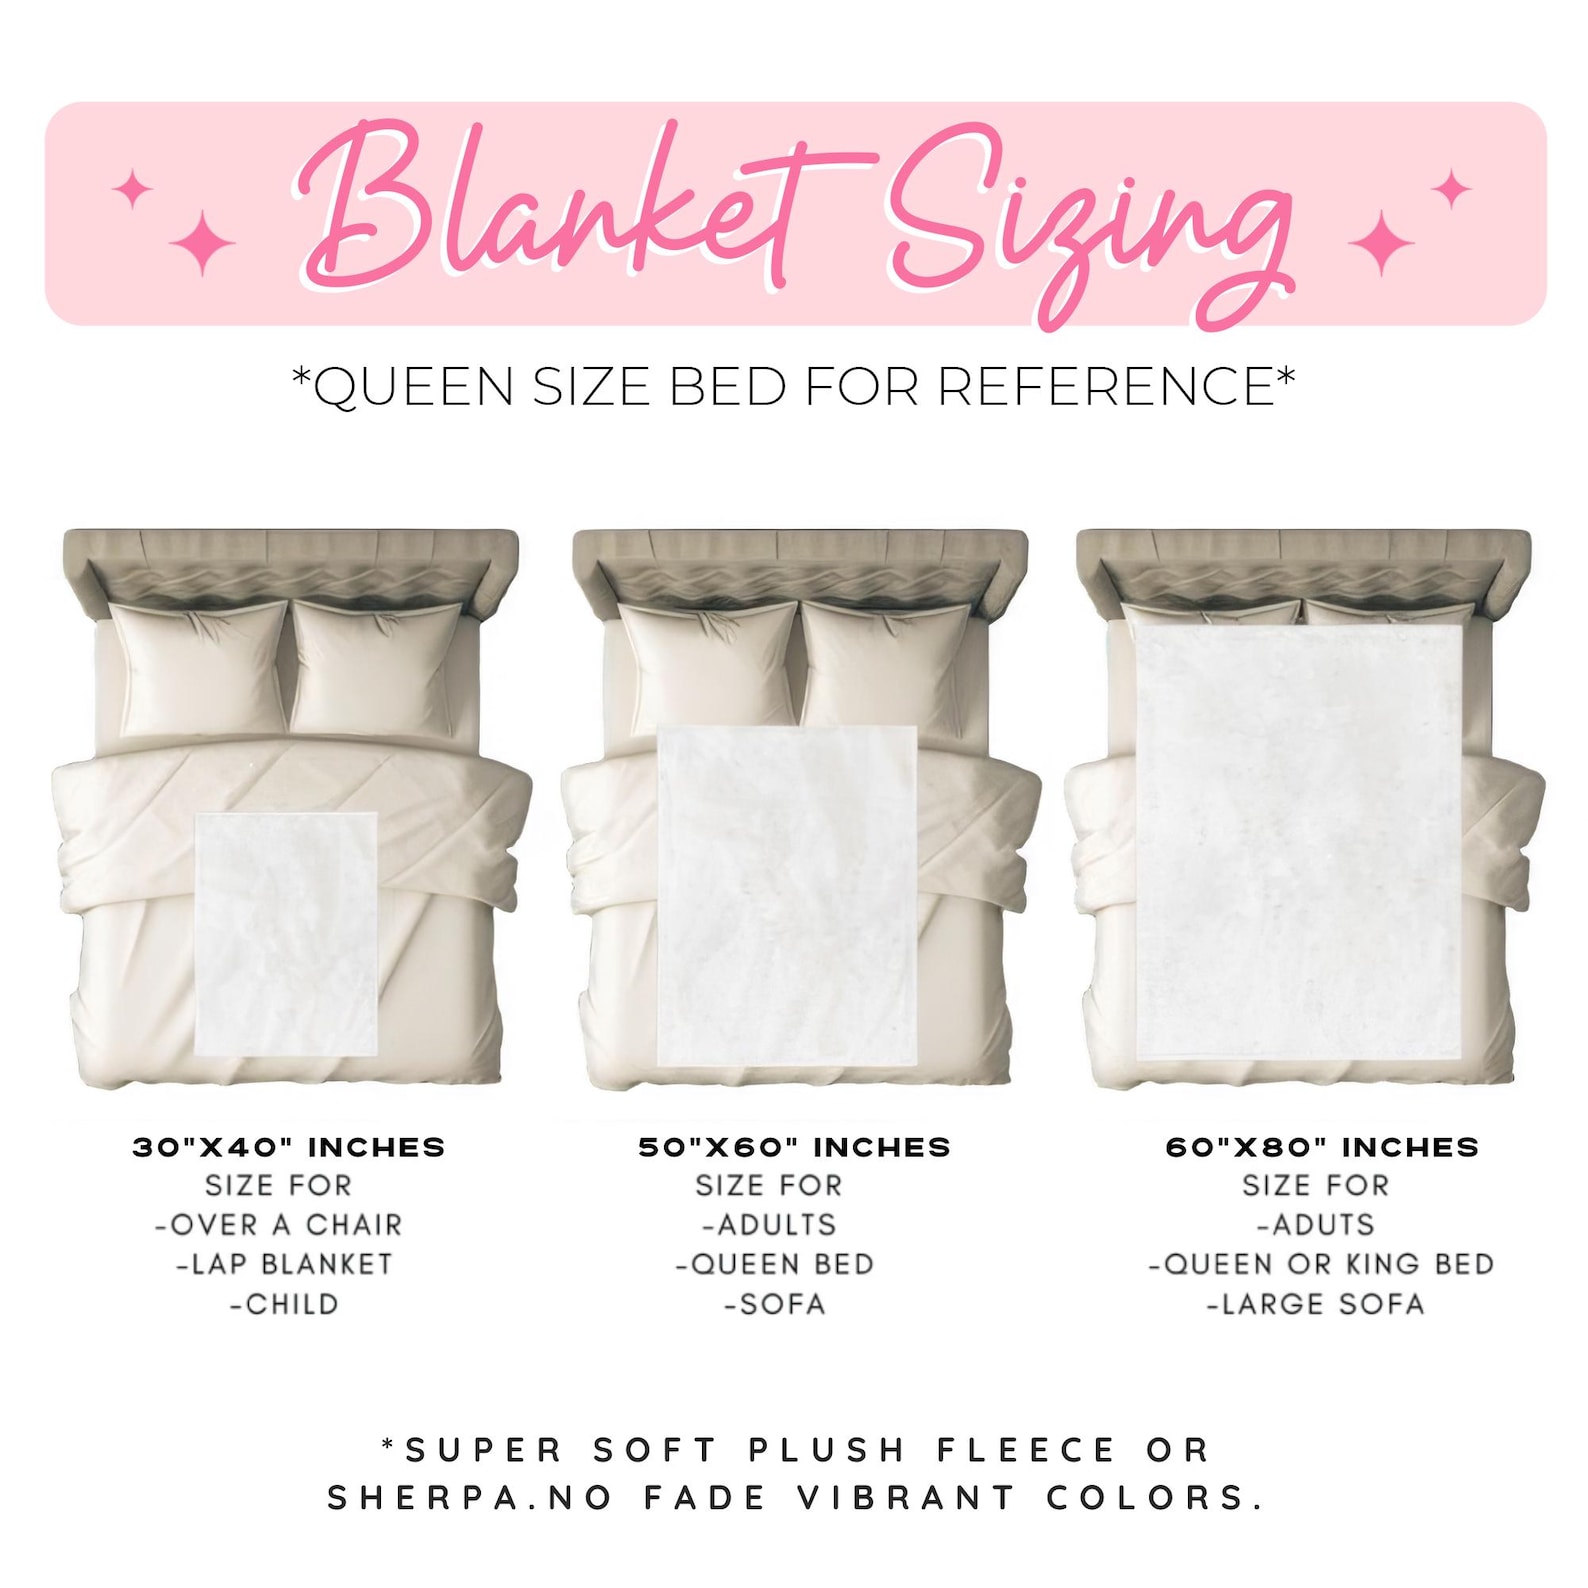 Blanket Sizing
*QUEEN SIZE BED FOR REFERENCE*
30"X40" INCHES
SIZE FOR
-OVER A CHAIR
-LAP BLANKET
-CHILD
50"X60" INCHES
SIZE FOR
-ADULTS
-QUEEN BED
-SOFA
60"X80" INCHES
SIZE FOR
-ADUTS
-QUEEN OR KING BED
-LARGE SOFA
*SUPER SOFT PLUSH FLEECE OR
SHERPA.NO FADE VIBRANT COLORS.